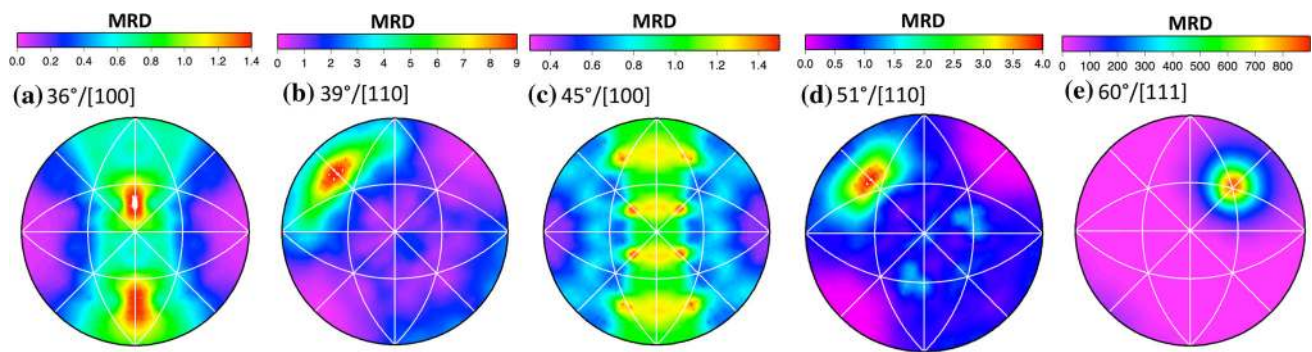 MRD MRD MRD MRD MRD
0.0 0.2 0.4 0.6 0.8 1.0 1.2 1.4 0 1 2 3 4 5 6 7 8 9 0.4 0.6 0.8 1.0 1.2 1.4 0.0 0.5 1.0 1.5 2.0 2.5 3.0 3.5 4.0 0 100 200 300 400 500 600 700 800
(a) 36°/[100] (b) 39°/[110] (c) 45°/[100] (d) 51°/[110] (e) 60°/[111]